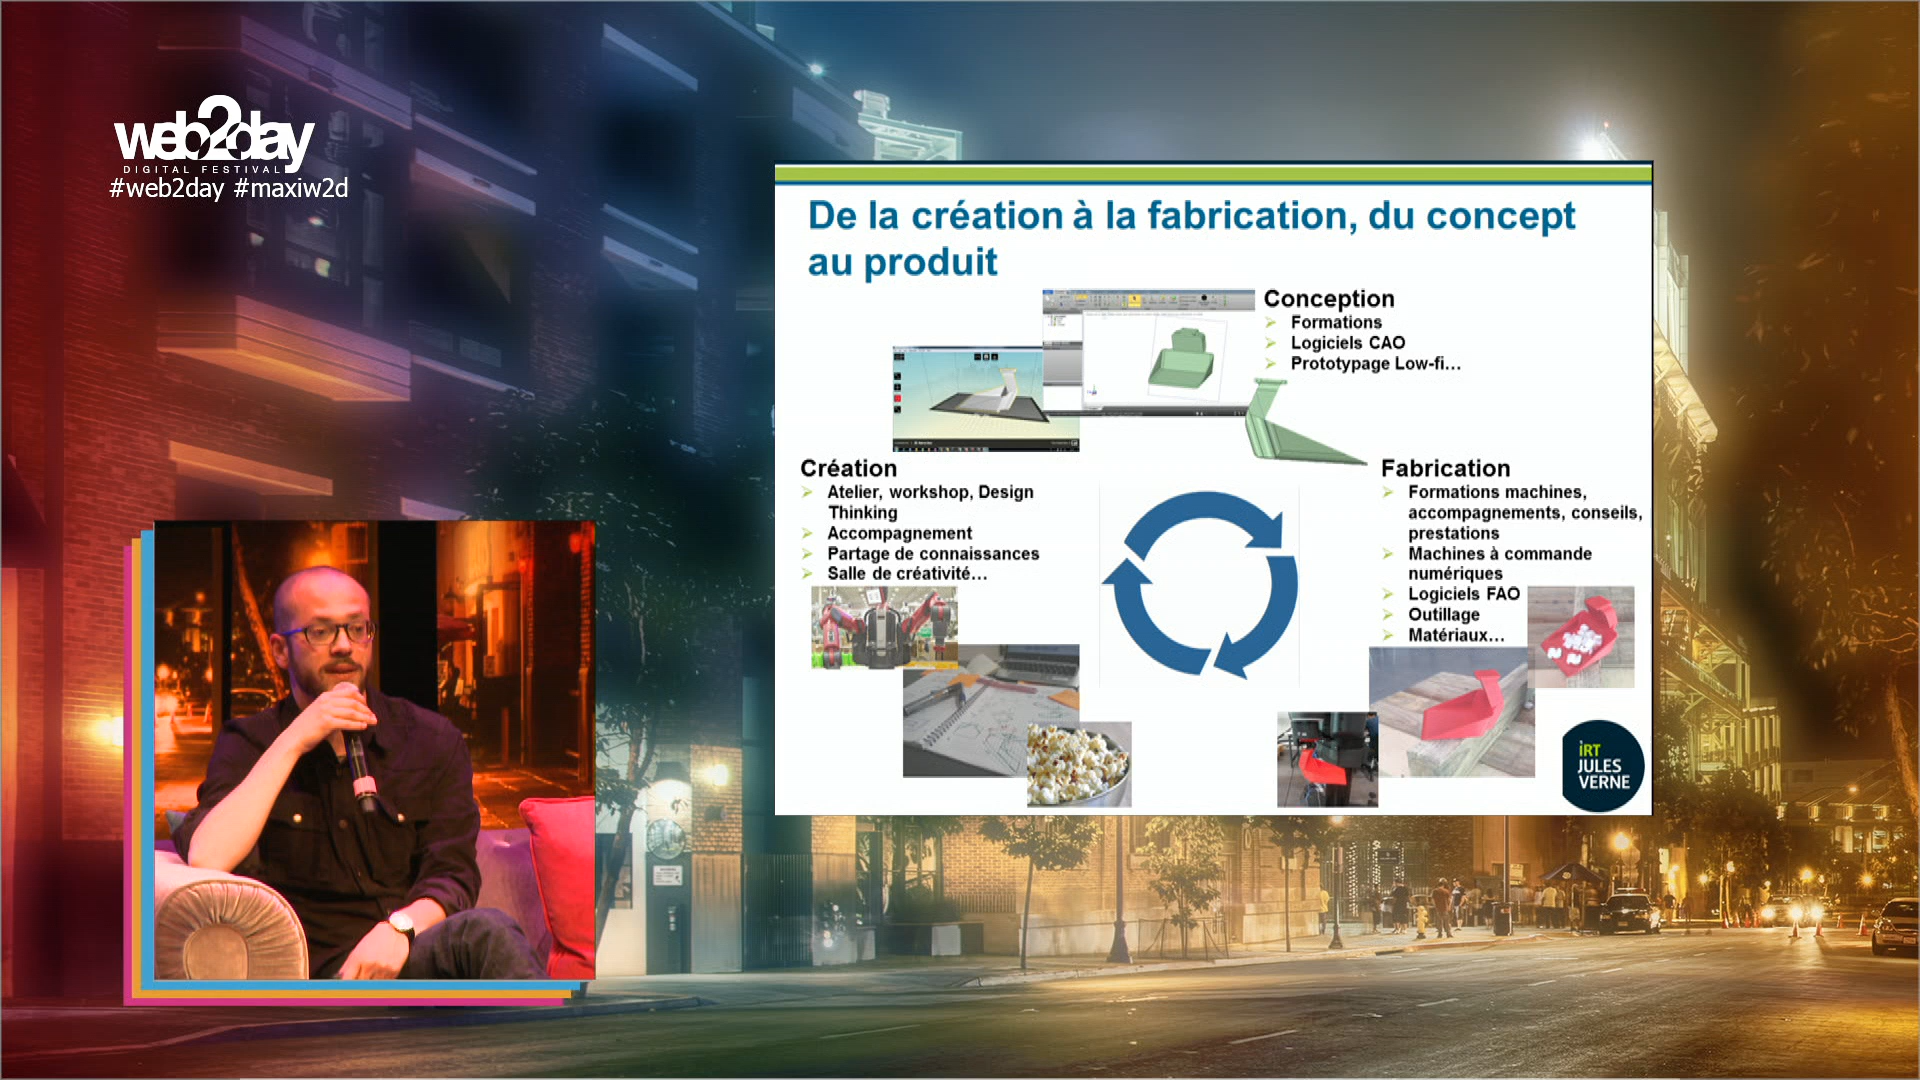 web2day
DIGITAL FESTIVAL
#web2day #maxiw2d
De la création à la fabrication, du concept
au produit
Conception
Formations
Logiciels CAO
Prototypage Low-fi…
Création
Atelier, workshop, Design
Thinking
Accompagnement
Partage de connaissances
Salle de créativité…
Fabrication
Formations machines,
accompagnements, conseils,
prestations
Machines à commande
numériques
Logiciels FAO
Outillage
Matériaux…
iRT
JULES
VERNE